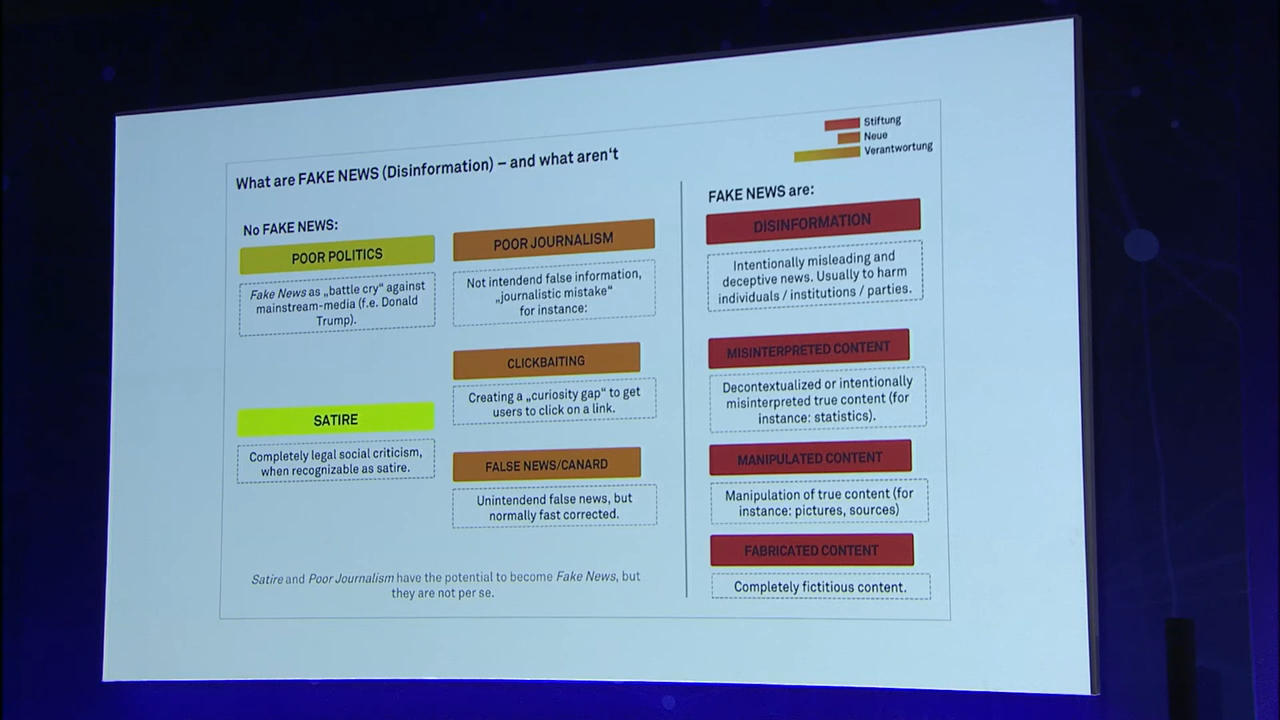 Stiftung
Neue
Verantwortung
What are FAKE NEWS (Disinformation) – and what aren‘t
No FAKE NEWS:
POOR POLITICS
Fake News as „battle cry“ against
mainstream-media (f.e. Donald
Trump).
SATIRE
Completely legal social criticism,
when recognizable as satire.
POOR JOURNALISM
Not intendend false information,
„journalistic mistake“
for instance:
CLICKBAITING
Creating a „curiosity gap“ to get
users to click on a link.
FALSE NEWS/CANARD
Unintendend false news, but
normally fast corrected.
Satire and Poor Journalism have the potential to become Fake News, but
they are not per se.
FAKE NEWS are:
DISINFORMATION
Intentionally misleading and
deceptive news. Usually to harm
individuals / institutions / parties.
MISINTERPRETED CONTENT
Decontextualized or intentionally
misinterpreted true content (for
instance: statistics).
MANIPULATED CONTENT
Manipulation of true content (for
instance: pictures, sources)
FABRICATED CONTENT
Completely fictitious content.